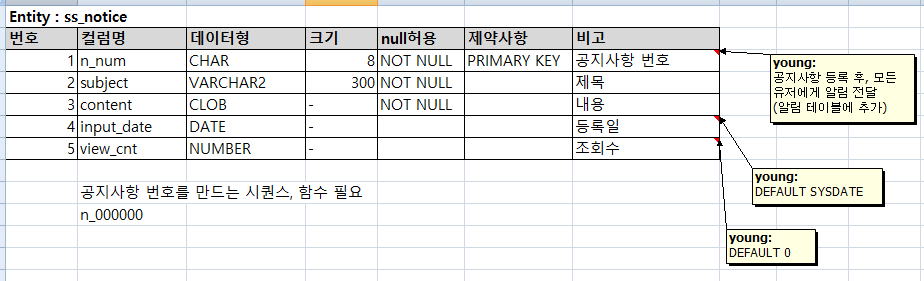 Entity : ss_notice
번호 컬럼명 데이터형 크기 null허용 제약사항 비고
1 n_num CHAR 8 NOT NULL PRIMARY KEY 공지사항 번호
2 subject VARCHAR2 300 NOT NULL 제목
3 content CLOB - NOT NULL 내용
4 input_date DATE - 등록일
5 view_cnt NUMBER - 조회수
공지사항 번호를 만드는 시퀀스, 함수 필요
n_000000
young:
공지사항 등록 후, 모든
유저에게 알림 전달
(알림 테이블에 추가)
young:
DEFAULT SYSDATE
young:
DEFAULT 0